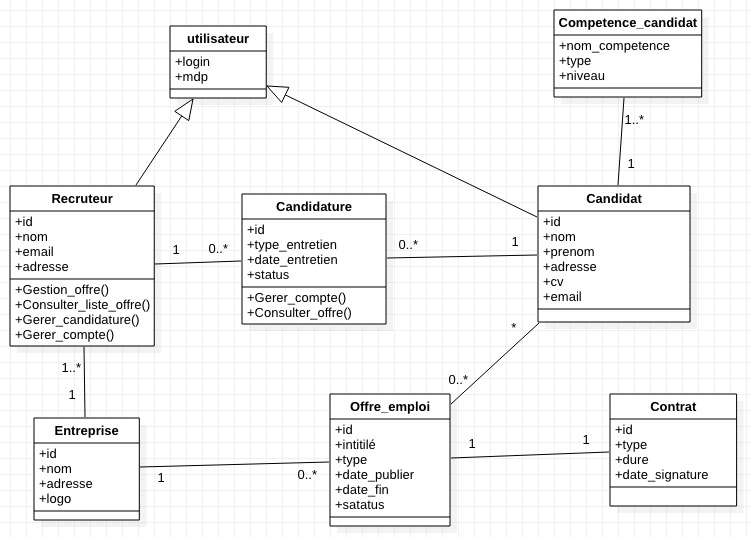 utilisateur
+login
+mdp
Competence_candidat
+nom_competence
+type
+niveau
1..*
1
Recruteur
+id
+nom
+email
+adresse
+Gestion_offre()
+Consulter_liste_offre()
+Gerer_candidature()
+Gerer_compte()
1
0..*
Candidature
+id
+type_entretien
+date_entretien
+status
+Gerer_compte()
+Consulter_offre()
0..*
1
Candidat
+id
+nom
+prenom
+adresse
+cv
+email
*
0..*
1..*
1
Entreprise
+id
+nom
+adresse
+logo
1
0..*
Offre_emploi
+id
+intitilé
+type
+date_publier
+date_fin
+satatus
1
1
Contrat
+id
+type
+dure
+date_signature